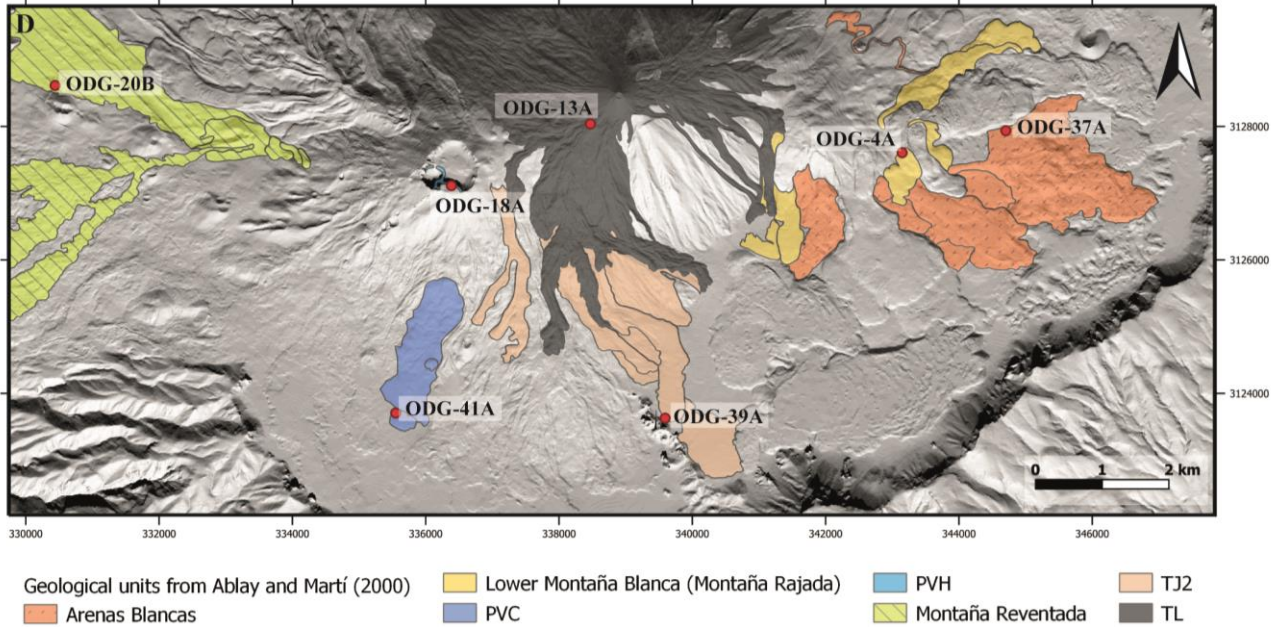 D
ODG-20B
ODG-13A
ODG-4A
ODG-37A
ODG-18A
ODG-41A
ODG-39A
3128000
3126000
3124000
0 1 2 km
330000 332000 334000 336000 338000 340000 342000 344000 346000
Geological units from Ablay and Martí (2000)
Arenas Blancas
Lower Montaña Blanca (Montaña Rajada)
PVC
PVH
Montaña Reventada
TJ2
TL